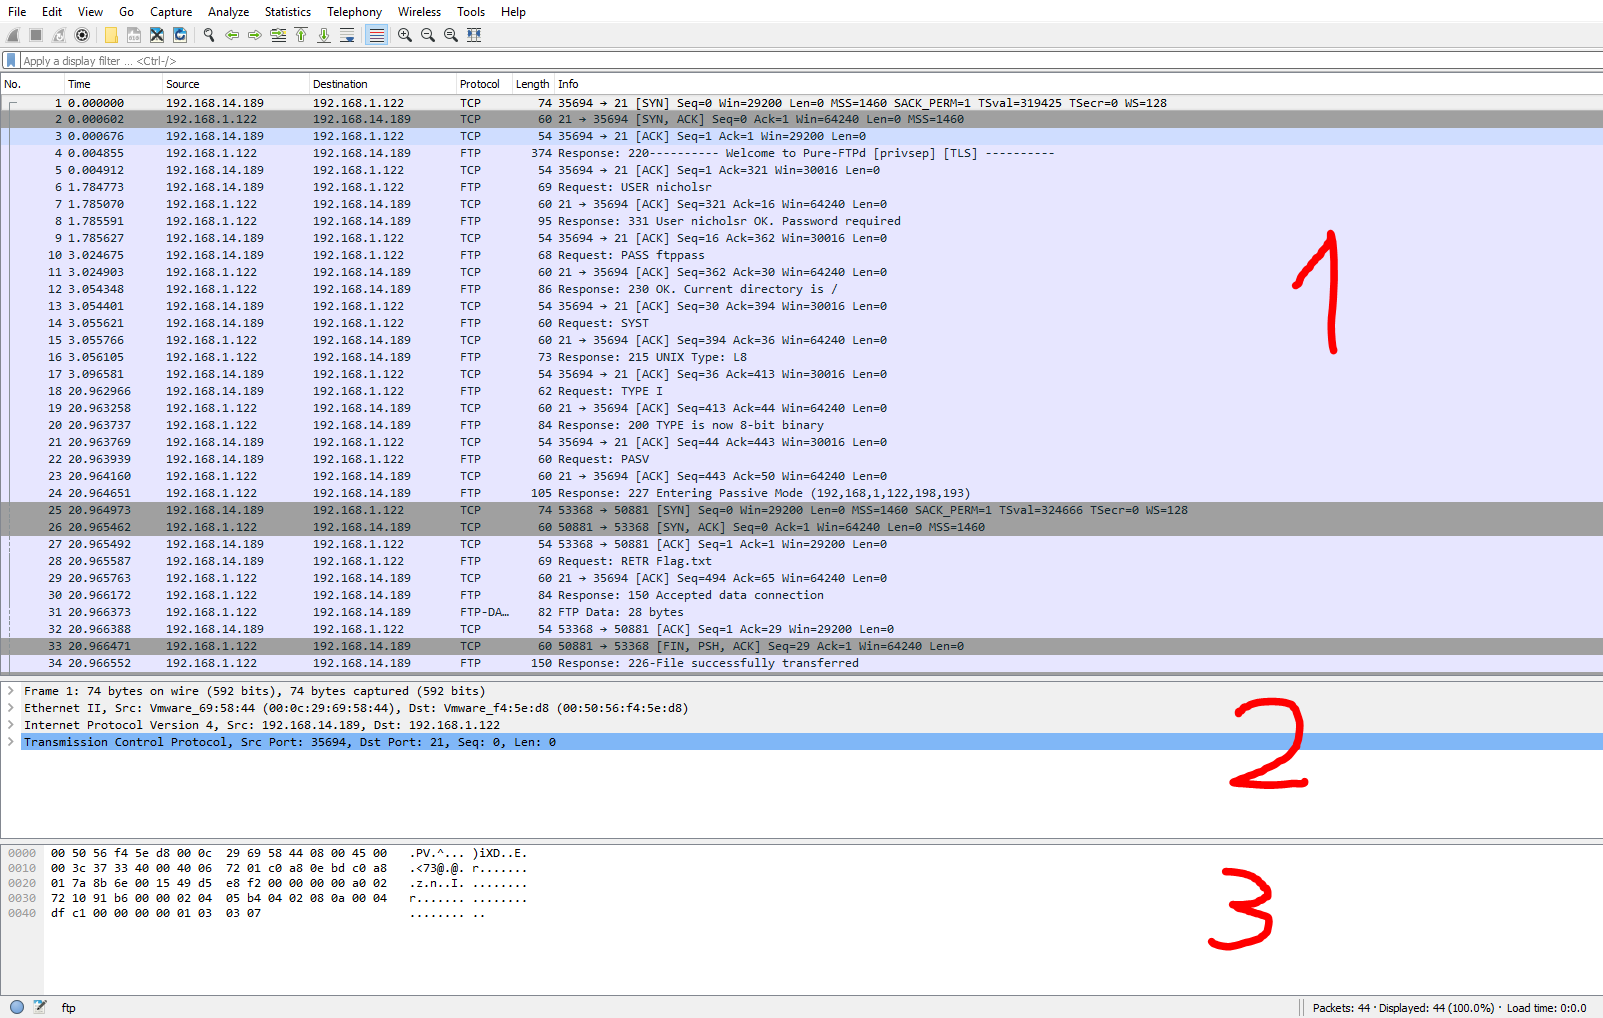 File Edit View Go Capture Analyze Statistics Telephony Wireless Tools Help
Apply a display filter ... <Ctrl-/>
No. Time Source Destination Protocol Length Info
1 0.000000 192.168.14.189 192.168.1.122 TCP 74 35694 → 21 [SYN] Seq=0 Win=29200 Len=0 MSS=1460 SACK_PERM=1 TSval=319425 TSecr=0 WS=128
2 0.000602 192.168.1.122 192.168.14.189 TCP 60 21 → 35694 [SYN, ACK] Seq=0 Ack=1 Win=64240 Len=0 MSS=1460
3 0.000676 192.168.14.189 192.168.1.122 TCP 54 35694 → 21 [ACK] Seq=1 Ack=1 Win=29200 Len=0
4 0.004855 192.168.1.122 192.168.14.189 FTP 374 Response: 220---------- Welcome to Pure-FTPd [privsep] [TLS] ----------
5 0.004912 192.168.14.189 192.168.1.122 TCP 54 35694 → 21 [ACK] Seq=1 Ack=321 Win=30016 Len=0
6 1.784773 192.168.14.189 192.168.1.122 FTP 69 Request: USER nicholsr
7 1.785070 192.168.1.122 192.168.14.189 TCP 60 21 → 35694 [ACK] Seq=321 Ack=16 Win=64240 Len=0
8 1.785591 192.168.1.122 192.168.14.189 FTP 95 Response: 331 User nicholsr OK. Password required
9 1.785627 192.168.14.189 192.168.1.122 TCP 54 35694 → 21 [ACK] Seq=16 Ack=362 Win=30016 Len=0
10 3.024675 192.168.14.189 192.168.1.122 FTP 68 Request: PASS ftppass
11 3.024903 192.168.1.122 192.168.14.189 TCP 60 21 → 35694 [ACK] Seq=362 Ack=30 Win=64240 Len=0
12 3.054348 192.168.1.122 192.168.14.189 FTP 86 Response: 230 OK. Current directory is /
13 3.054401 192.168.14.189 192.168.1.122 TCP 54 35694 → 21 [ACK] Seq=30 Ack=394 Win=30016 Len=0
14 3.055621 192.168.14.189 192.168.1.122 FTP 60 Request: SYST
15 3.055766 192.168.1.122 192.168.14.189 TCP 60 21 → 35694 [ACK] Seq=394 Ack=36 Win=64240 Len=0
16 3.056105 192.168.1.122 192.168.14.189 FTP 73 Response: 215 UNIX Type: L8
17 3.096581 192.168.14.189 192.168.1.122 TCP 54 35694 → 21 [ACK] Seq=36 Ack=413 Win=30016 Len=0
18 20.962966 192.168.14.189 192.168.1.122 FTP 62 Request: TYPE I
19 20.963258 192.168.1.122 192.168.14.189 TCP 60 21 → 35694 [ACK] Seq=413 Ack=44 Win=64240 Len=0
20 20.963737 192.168.1.122 192.168.14.189 FTP 84 Response: 200 TYPE is now 8-bit binary
21 20.963769 192.168.14.189 192.168.1.122 TCP 54 35694 → 21 [ACK] Seq=44 Ack=443 Win=30016 Len=0
22 20.963939 192.168.14.189 192.168.1.122 FTP 60 Request: PASV
23 20.964160 192.168.1.122 192.168.14.189 TCP 60 21 → 35694 [ACK] Seq=443 Ack=50 Win=64240 Len=0
24 20.964651 192.168.1.122 192.168.14.189 FTP 105 Response: 227 Entering Passive Mode (192,168,1,122,198,193)
25 20.964973 192.168.14.189 192.168.1.122 TCP 74 53368 → 50881 [SYN] Seq=0 Win=29200 Len=0 MSS=1460 SACK_PERM=1 TSval=324666 TSecr=0 WS=128
26 20.965462 192.168.1.122 192.168.14.189 TCP 60 50881 → 53368 [SYN, ACK] Seq=0 Ack=1 Win=64240 Len=0 MSS=1460
27 20.965492 192.168.14.189 192.168.1.122 TCP 54 53368 → 50881 [ACK] Seq=1 Ack=1 Win=29200 Len=0
28 20.965587 192.168.14.189 192.168.1.122 FTP 69 Request: RETR Flag.txt
29 20.965763 192.168.1.122 192.168.14.189 TCP 60 21 → 35694 [ACK] Seq=494 Ack=65 Win=64240 Len=0
30 20.966172 192.168.1.122 192.168.14.189 FTP 84 Response: 150 Accepted data connection
31 20.966373 192.168.1.122 192.168.14.189 FTP-DA… 82 FTP Data: 28 bytes
32 20.966388 192.168.14.189 192.168.1.122 TCP 54 53368 → 50881 [ACK] Seq=1 Ack=29 Win=29200 Len=0
33 20.966471 192.168.1.122 192.168.14.189 TCP 60 50881 → 53368 [FIN, PSH, ACK] Seq=29 Ack=1 Win=64240 Len=0
34 20.966552 192.168.1.122 192.168.14.189 FTP 150 Response: 226-File successfully transferred
1
Frame 1: 74 bytes on wire (592 bits), 74 bytes captured (592 bits)
Ethernet II, Src: Vmware_69:58:44 (00:0c:29:69:58:44), Dst: Vmware_f4:5e:d8 (00:50:56:f4:5e:d8)
Internet Protocol Version 4, Src: 192.168.14.189, Dst: 192.168.1.122
Transmission Control Protocol, Src Port: 35694, Dst Port: 21, Seq: 0, Len: 0
2
0000 00 50 56 f4 5e d8 00 0c 29 69 58 44 08 00 45 00 .PV.^... )iXD..E.
0010 00 3c 37 33 40 00 40 06 72 01 c0 a8 0e bd c0 a8 .<73@.@. r.......
0020 01 7a 8b 6e 00 15 49 d5 e8 f2 00 00 00 00 a0 02 .z.n..I. ........
0030 72 10 91 b6 00 00 02 04 05 b4 04 02 08 0a 00 04 r....... ........
0040 df c1 00 00 00 00 01 03 03 07 ........ ..
3
ftp
Packets: 44 · Displayed: 44 (100.0%) · Load time: 0:0.0